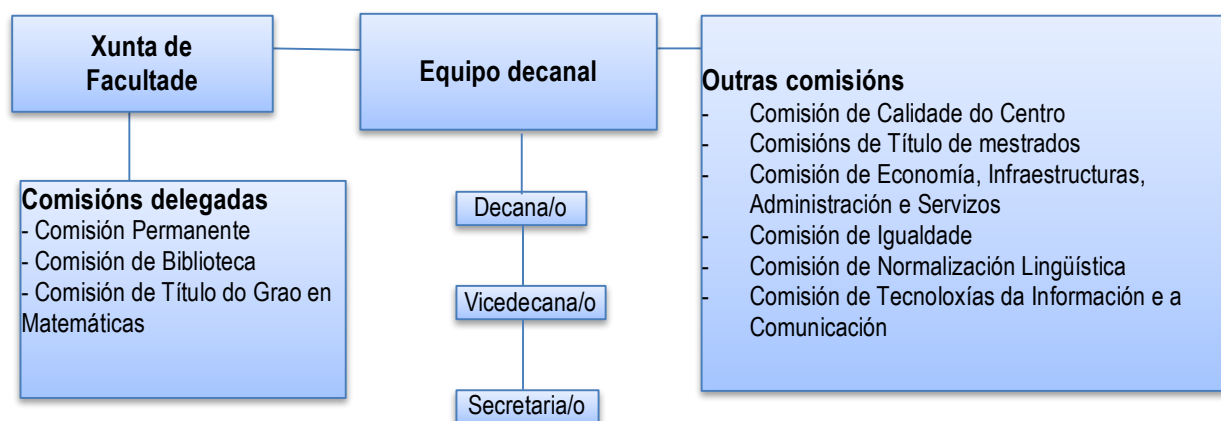 Xunta de
Facultade
Comisións delegadas
- Comisión Permanente
- Comisión de Biblioteca
- Comisión de Título do Grao en
Matemáticas
Equipo decanal
Decana/o
Vicedecana/o
Secretaria/o
Outras comisións
- Comisión de Calidade do Centro
- Comisións de Título de mestrados
- Comisión de Economía, Infraestructuras,
Administración e Servizos
- Comisión de Igualdade
- Comisión de Normalización Lingüística
- Comisión de Tecnoloxías da Información e a
Comunicación